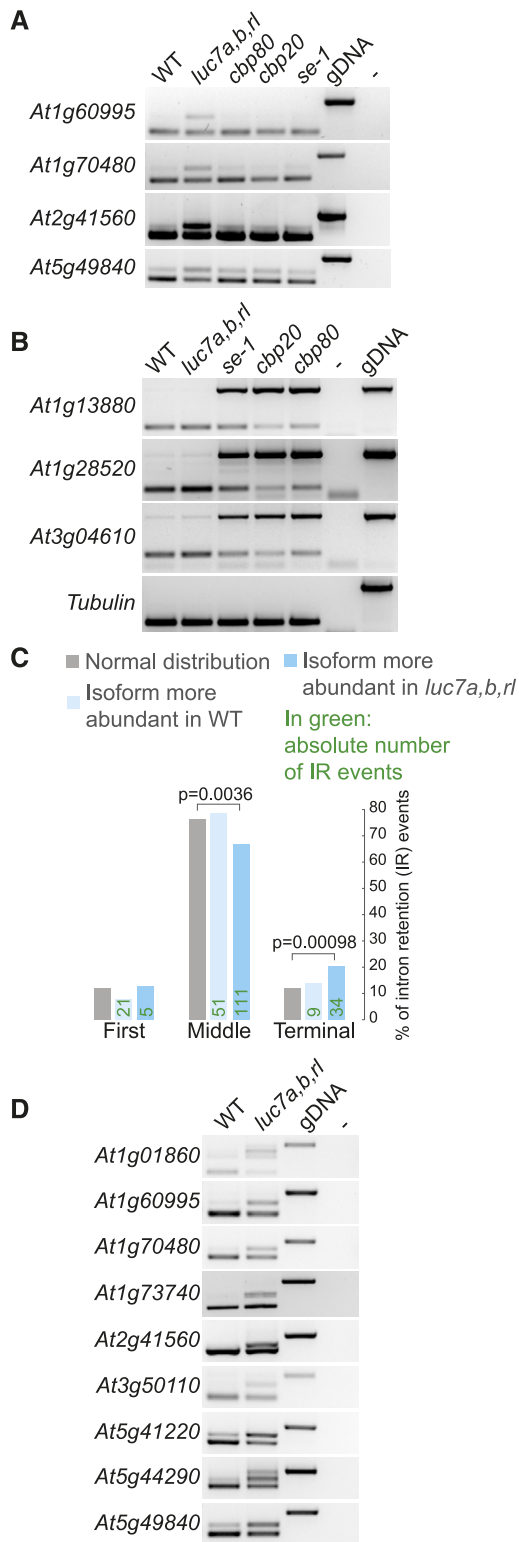 A
WT luc7a,b,rl cbp80 cbp20 se-1 gDNA -
At1g60995
At1g70480
At2g41560
At5g49840
B
WT luc7a,b,rl se-1 cbp20 cbp80 - gDNA
At1g13880
At1g28520
At3g04610
Tubulin
C
Normal distribution
Isoform more
abundant in WT
Isoform more
abundant in luc7a,b,rl
In green:
absolute number
of IR events
p=0.0036
p=0.00098
80
70
60
50
40
30
20
10
0
% of intron retention (IR) events
21 5 51 111 9 34
First Middle Terminal
D
WT luc7a,b,rl gDNA -
At1g01860
At1g60995
At1g70480
At1g73740
At2g41560
At3g50110
At5g41220
At5g44290
At5g49840